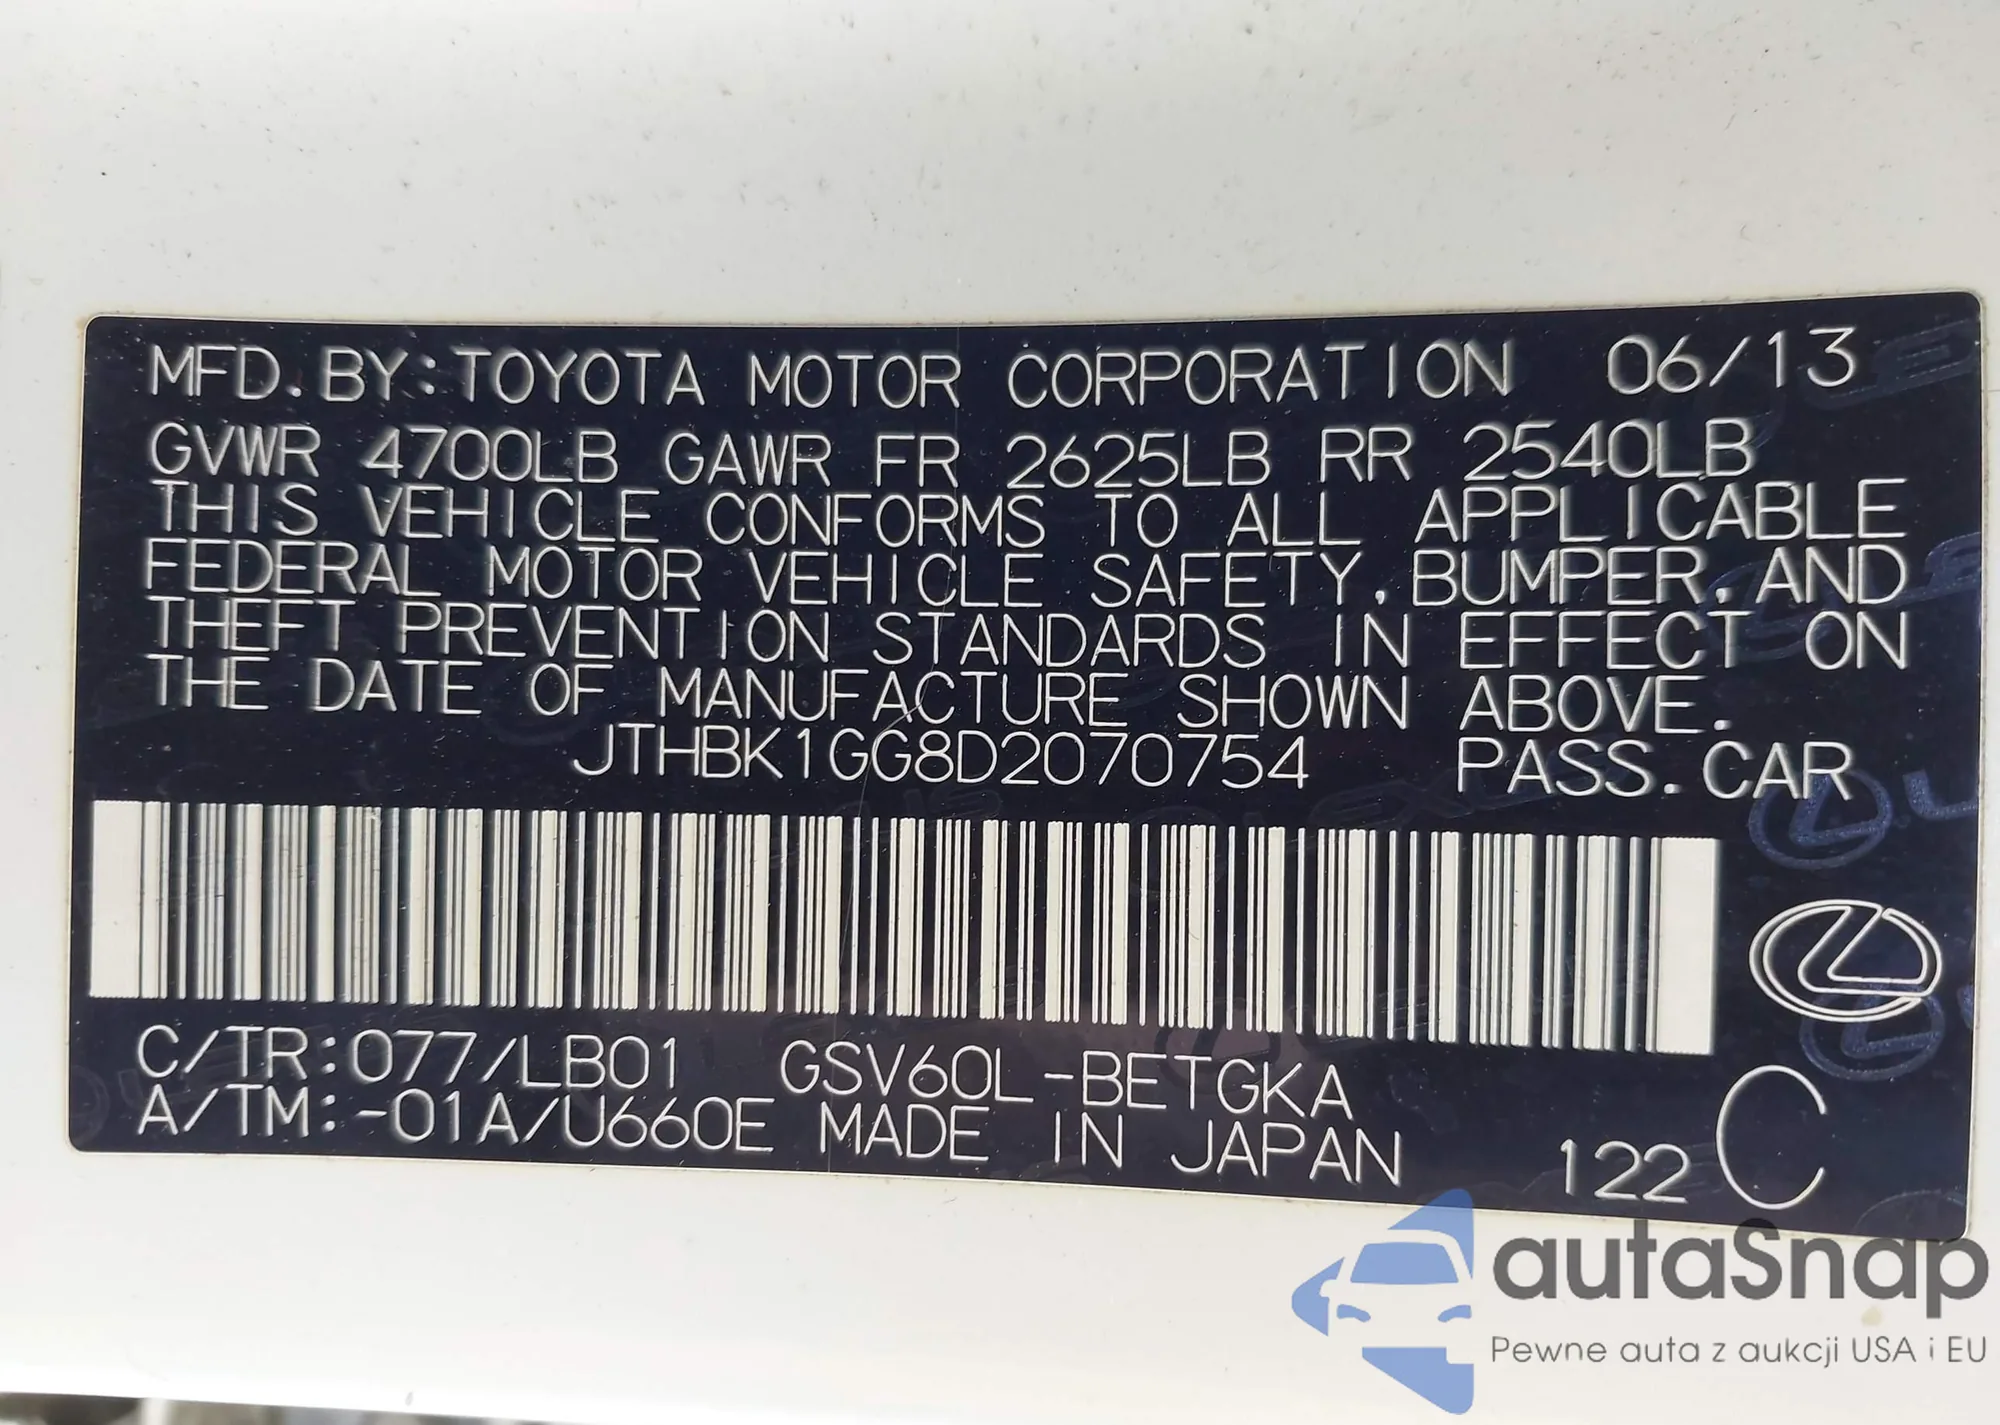 MFD. BY: TOYOTA MOTOR CORPORATION 06/13
GVWR 4700LB GAWR FR 2625LB RR 2540LB
THIS VEHICLE CONFORMS TO ALL APPLICABLE
FEDERAL MOTOR VEHICLE SAFETY, BUMPER, AND
THEFT PREVENTION STANDARDS IN EFFECT ON
THE DATE OF MANUFACTURE SHOWN ABOVE.
JTHBK1GG8D2070754 PASS. CAR
C/TR: 077/LB01 GSV60L-BETGKA
A/TM: -01A/U660E MADE IN JAPAN 122 C
autaSnap
Pewne auta z aukcji USA i EU